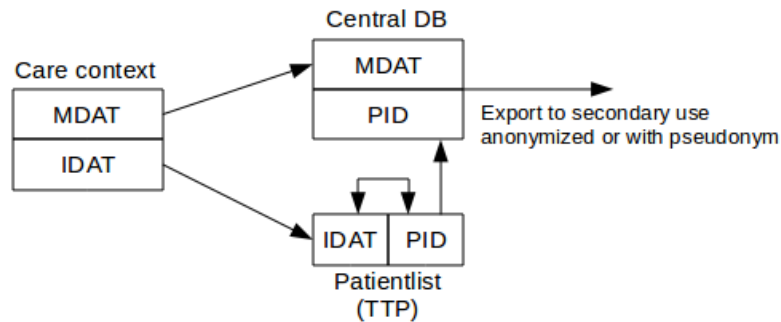 Central DB
Care context
MDAT
PID
MDAT
IDAT
Export to secondary use
anonymized or with pseudonym
IDAT PID
Patientlist
(TTP)